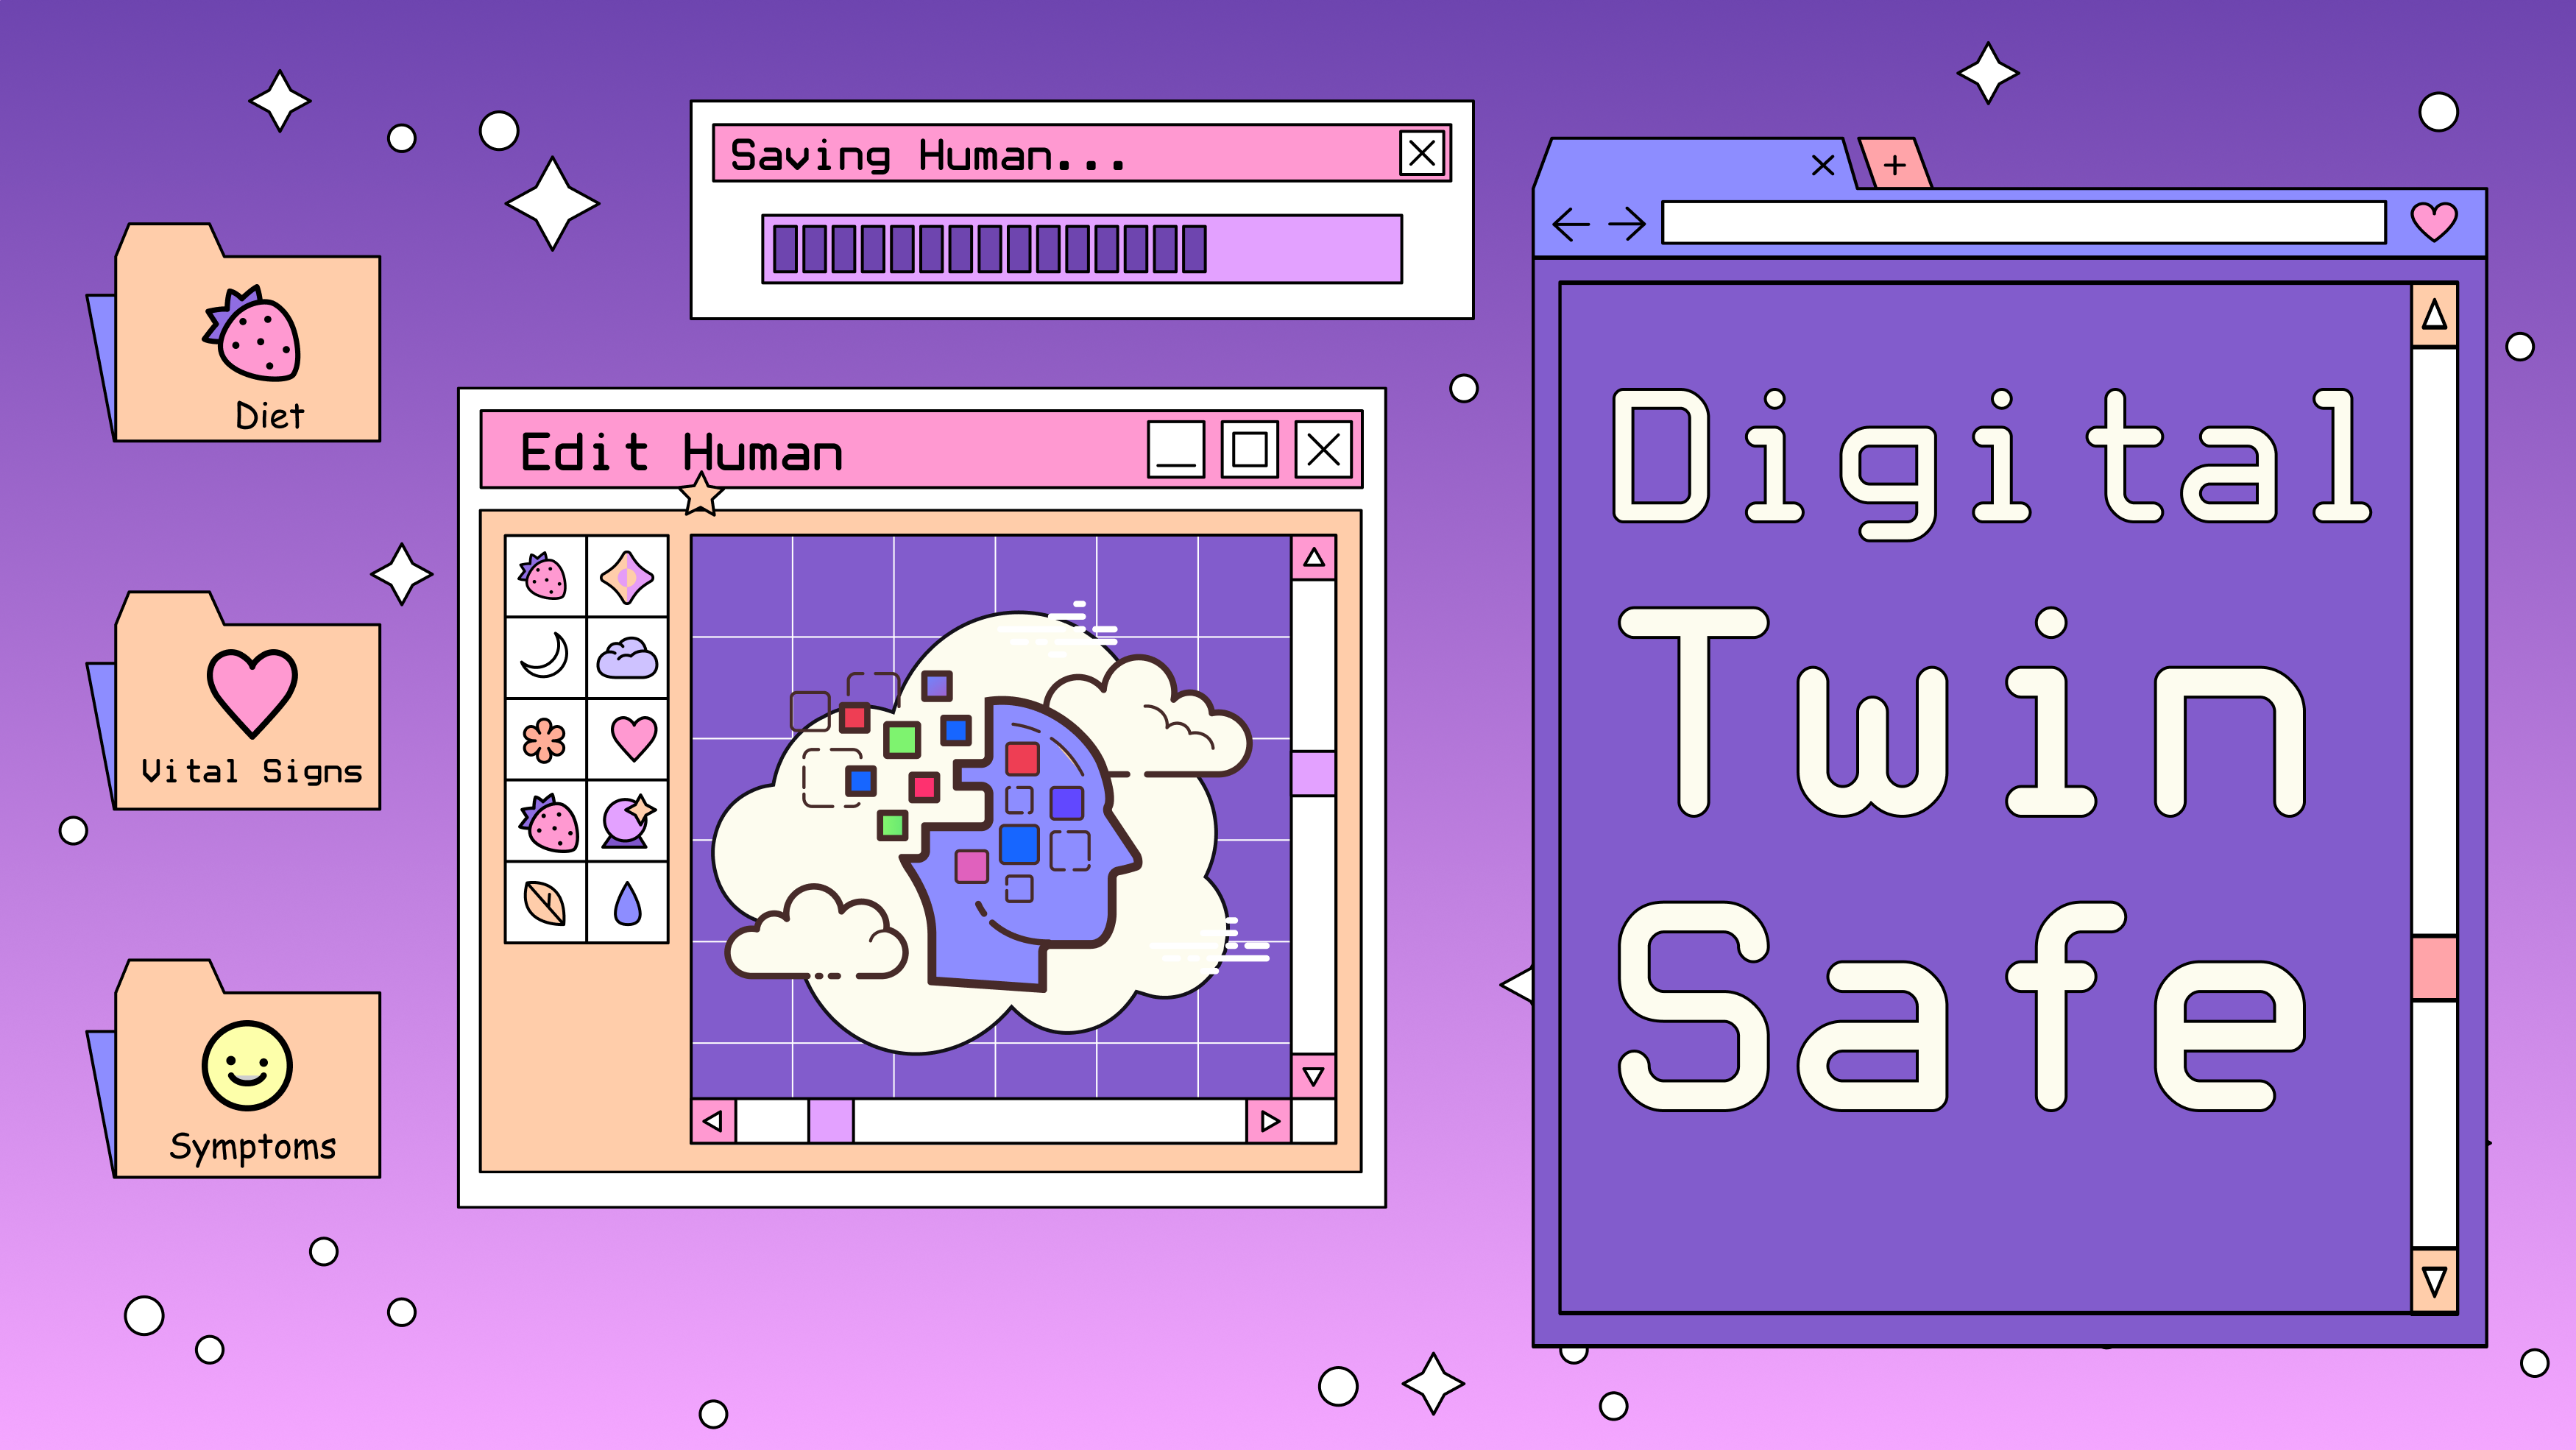 Saving Human...
Diet
Edit Human
Vital Signs
Symptoms
Digital
Twin
Safe